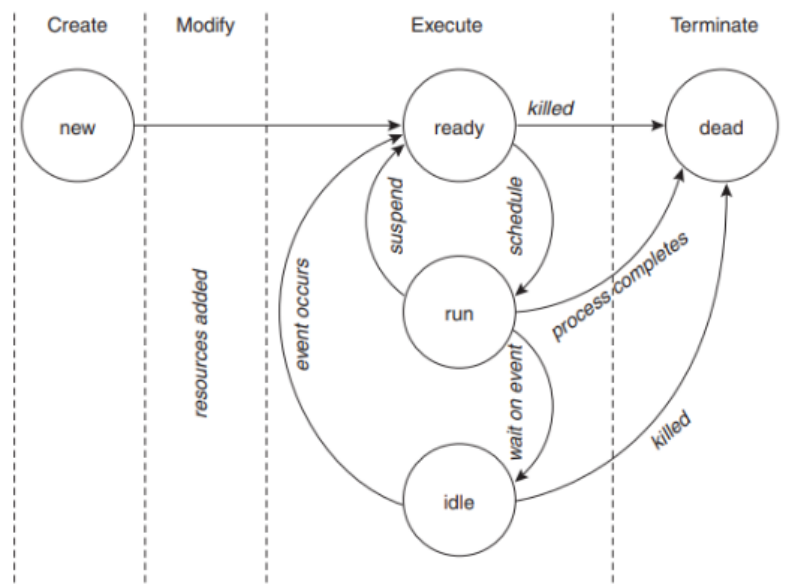 Create
Modify
Execute
Terminate
new
ready
killed
dead
suspend
schedule
resources added
event occurs
run
process completes
wait on event
killed
idle